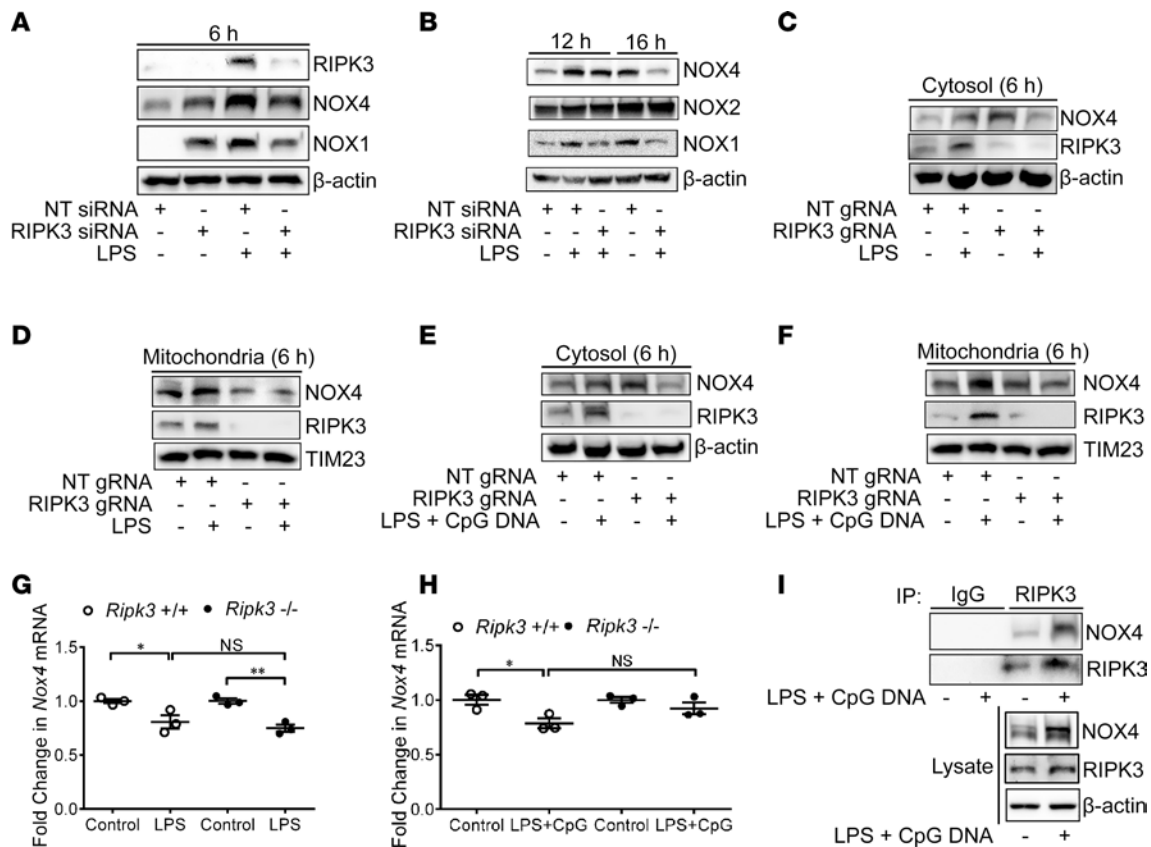 A
6 h
RIPK3
NOX4
NOX1
β-actin
NT siRNA + - + -
RIPK3 siRNA - + - +
LPS - - + +
B
12 h 16 h
NOX4
NOX2
NOX1
β-actin
NT siRNA + + - + -
RIPK3 siRNA - - + - +
LPS - + + + +
C
Cytosol (6 h)
NOX4
RIPK3
β-actin
NT gRNA + + - -
RIPK3 gRNA - - + +
LPS - + - +
D
Mitochondria (6 h)
NOX4
RIPK3
TIM23
NT gRNA + + - -
RIPK3 gRNA - - + +
LPS - + - +
E
Cytosol (6 h)
NOX4
RIPK3
β-actin
NT gRNA + + - -
RIPK3 gRNA - - + +
LPS + CpG DNA - + - +
F
Mitochondria (6 h)
NOX4
RIPK3
TIM23
NT gRNA + + - -
RIPK3 gRNA - - + +
LPS + CpG DNA - + - +
G
Ripk3 +/+ Ripk3 -/-
Fold Change in Nox4 mRNA
1.5
1.0
0.5
0.0
* NS **
Control LPS Control LPS
H
Ripk3 +/+ Ripk3 -/-
Fold Change in Nox4 mRNA
1.5
1.0
0.5
0.0
* NS
Control LPS+CpG Control LPS+CpG
I
IP: IgG RIPK3
NOX4
RIPK3
LPS + CpG DNA - + - +
Lysate
NOX4
RIPK3
β-actin
LPS + CpG DNA - +